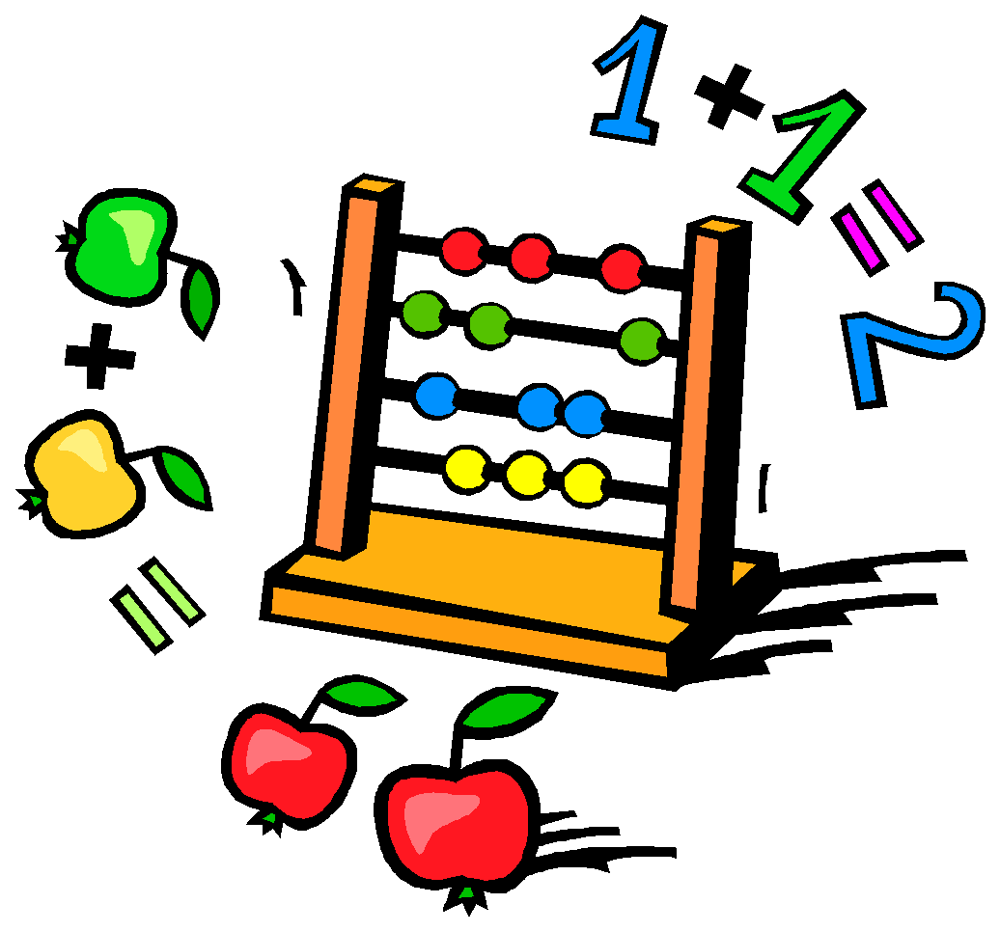 1+1=2
+
=